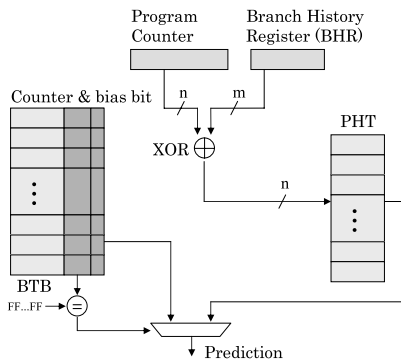 Program
Counter
Branch History
Register (BHR)
n
m
Counter & bias bit
XOR
PHT
n
BTB
FF...FF
=
Prediction